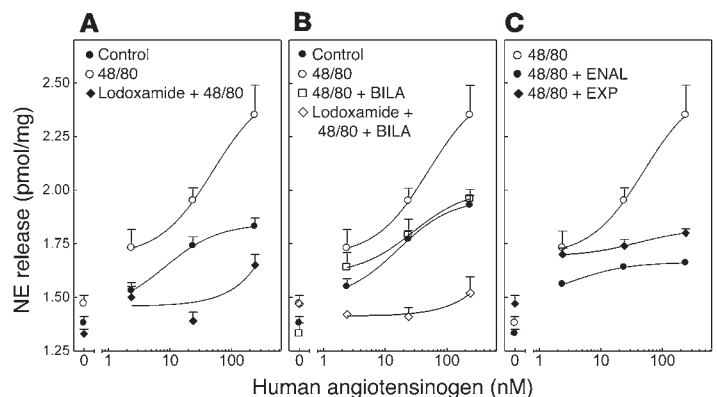 A
B
C
Control
48/80
Lodoxamide + 48/80
Control
48/80
48/80 + BILA
Lodoxamide +
48/80 + BILA
48/80
48/80 + ENAL
48/80 + EXP
NE release (pmol/mg)
2.50
2.25
2.00
1.75
1.50
1.25
0 1 10 100
0 1 10 100
0 1 10 100
Human angiotensinogen (nM)